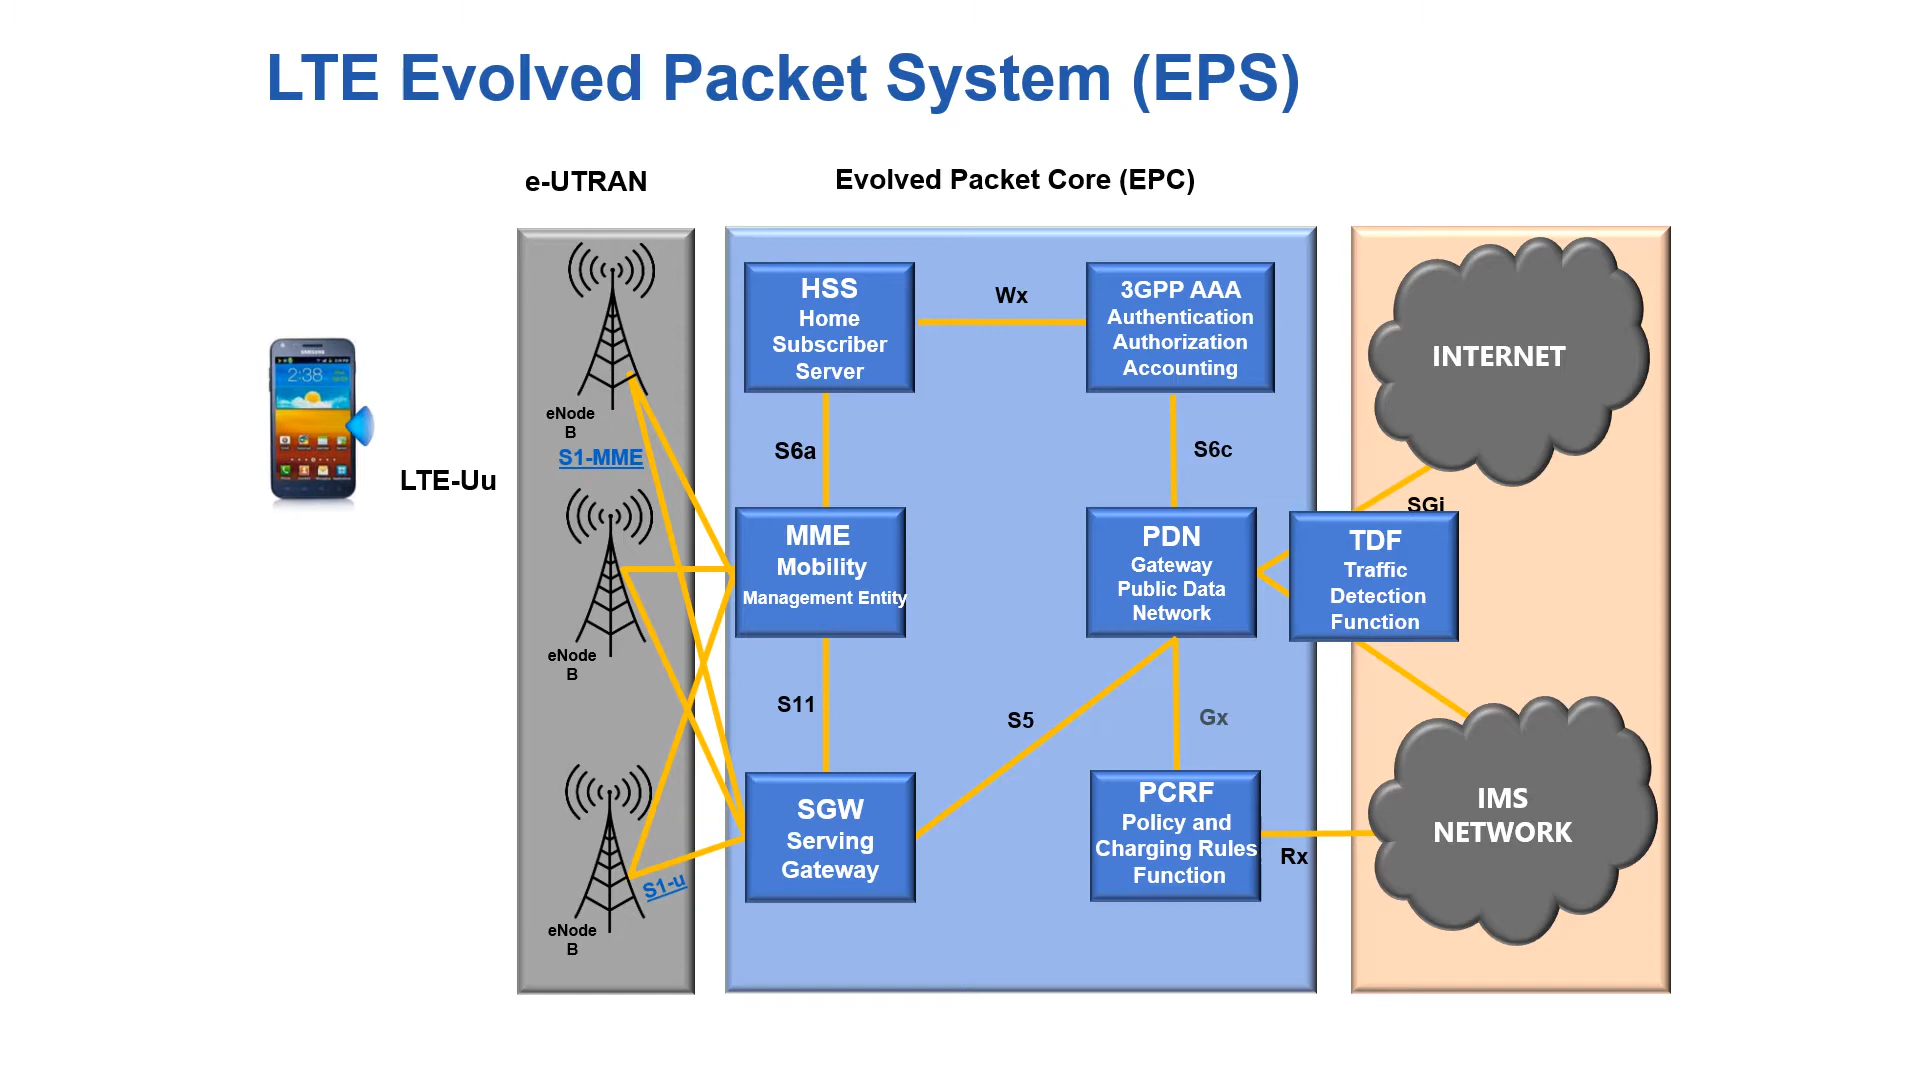 LTE Evolved Packet System (EPS)
e-UTRAN
Evolved Packet Core (EPC)
HSS
Home
Subscriber
Server
Wx
3GPP AAA
Authentication
Authorization
Accounting
INTERNET
SAMSUNG
2:38
eNode
B
S1-MME
LTE-Uu
S6a
S6c
SGi
MME
Mobility
Management Entity
PDN
Gateway
Public Data
Network
TDF
Traffic
Detection
Function
eNode
B
S11
S5
Gx
SGW
Serving
Gateway
PCRF
Policy and
Charging Rules
Function
Rx
IMS
NETWORK
S1-u
eNode
B